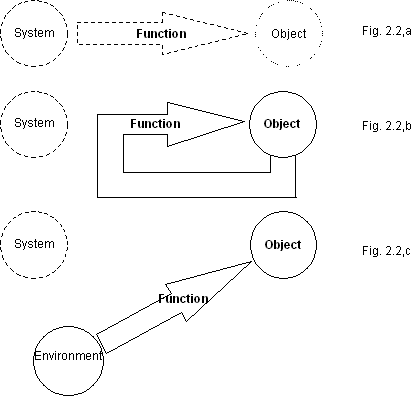 System
Function
Object
Fig. 2.2,a
System
Function
Object
Fig. 2.2,b
System
Object
Fig. 2.2,c
Function
Environment